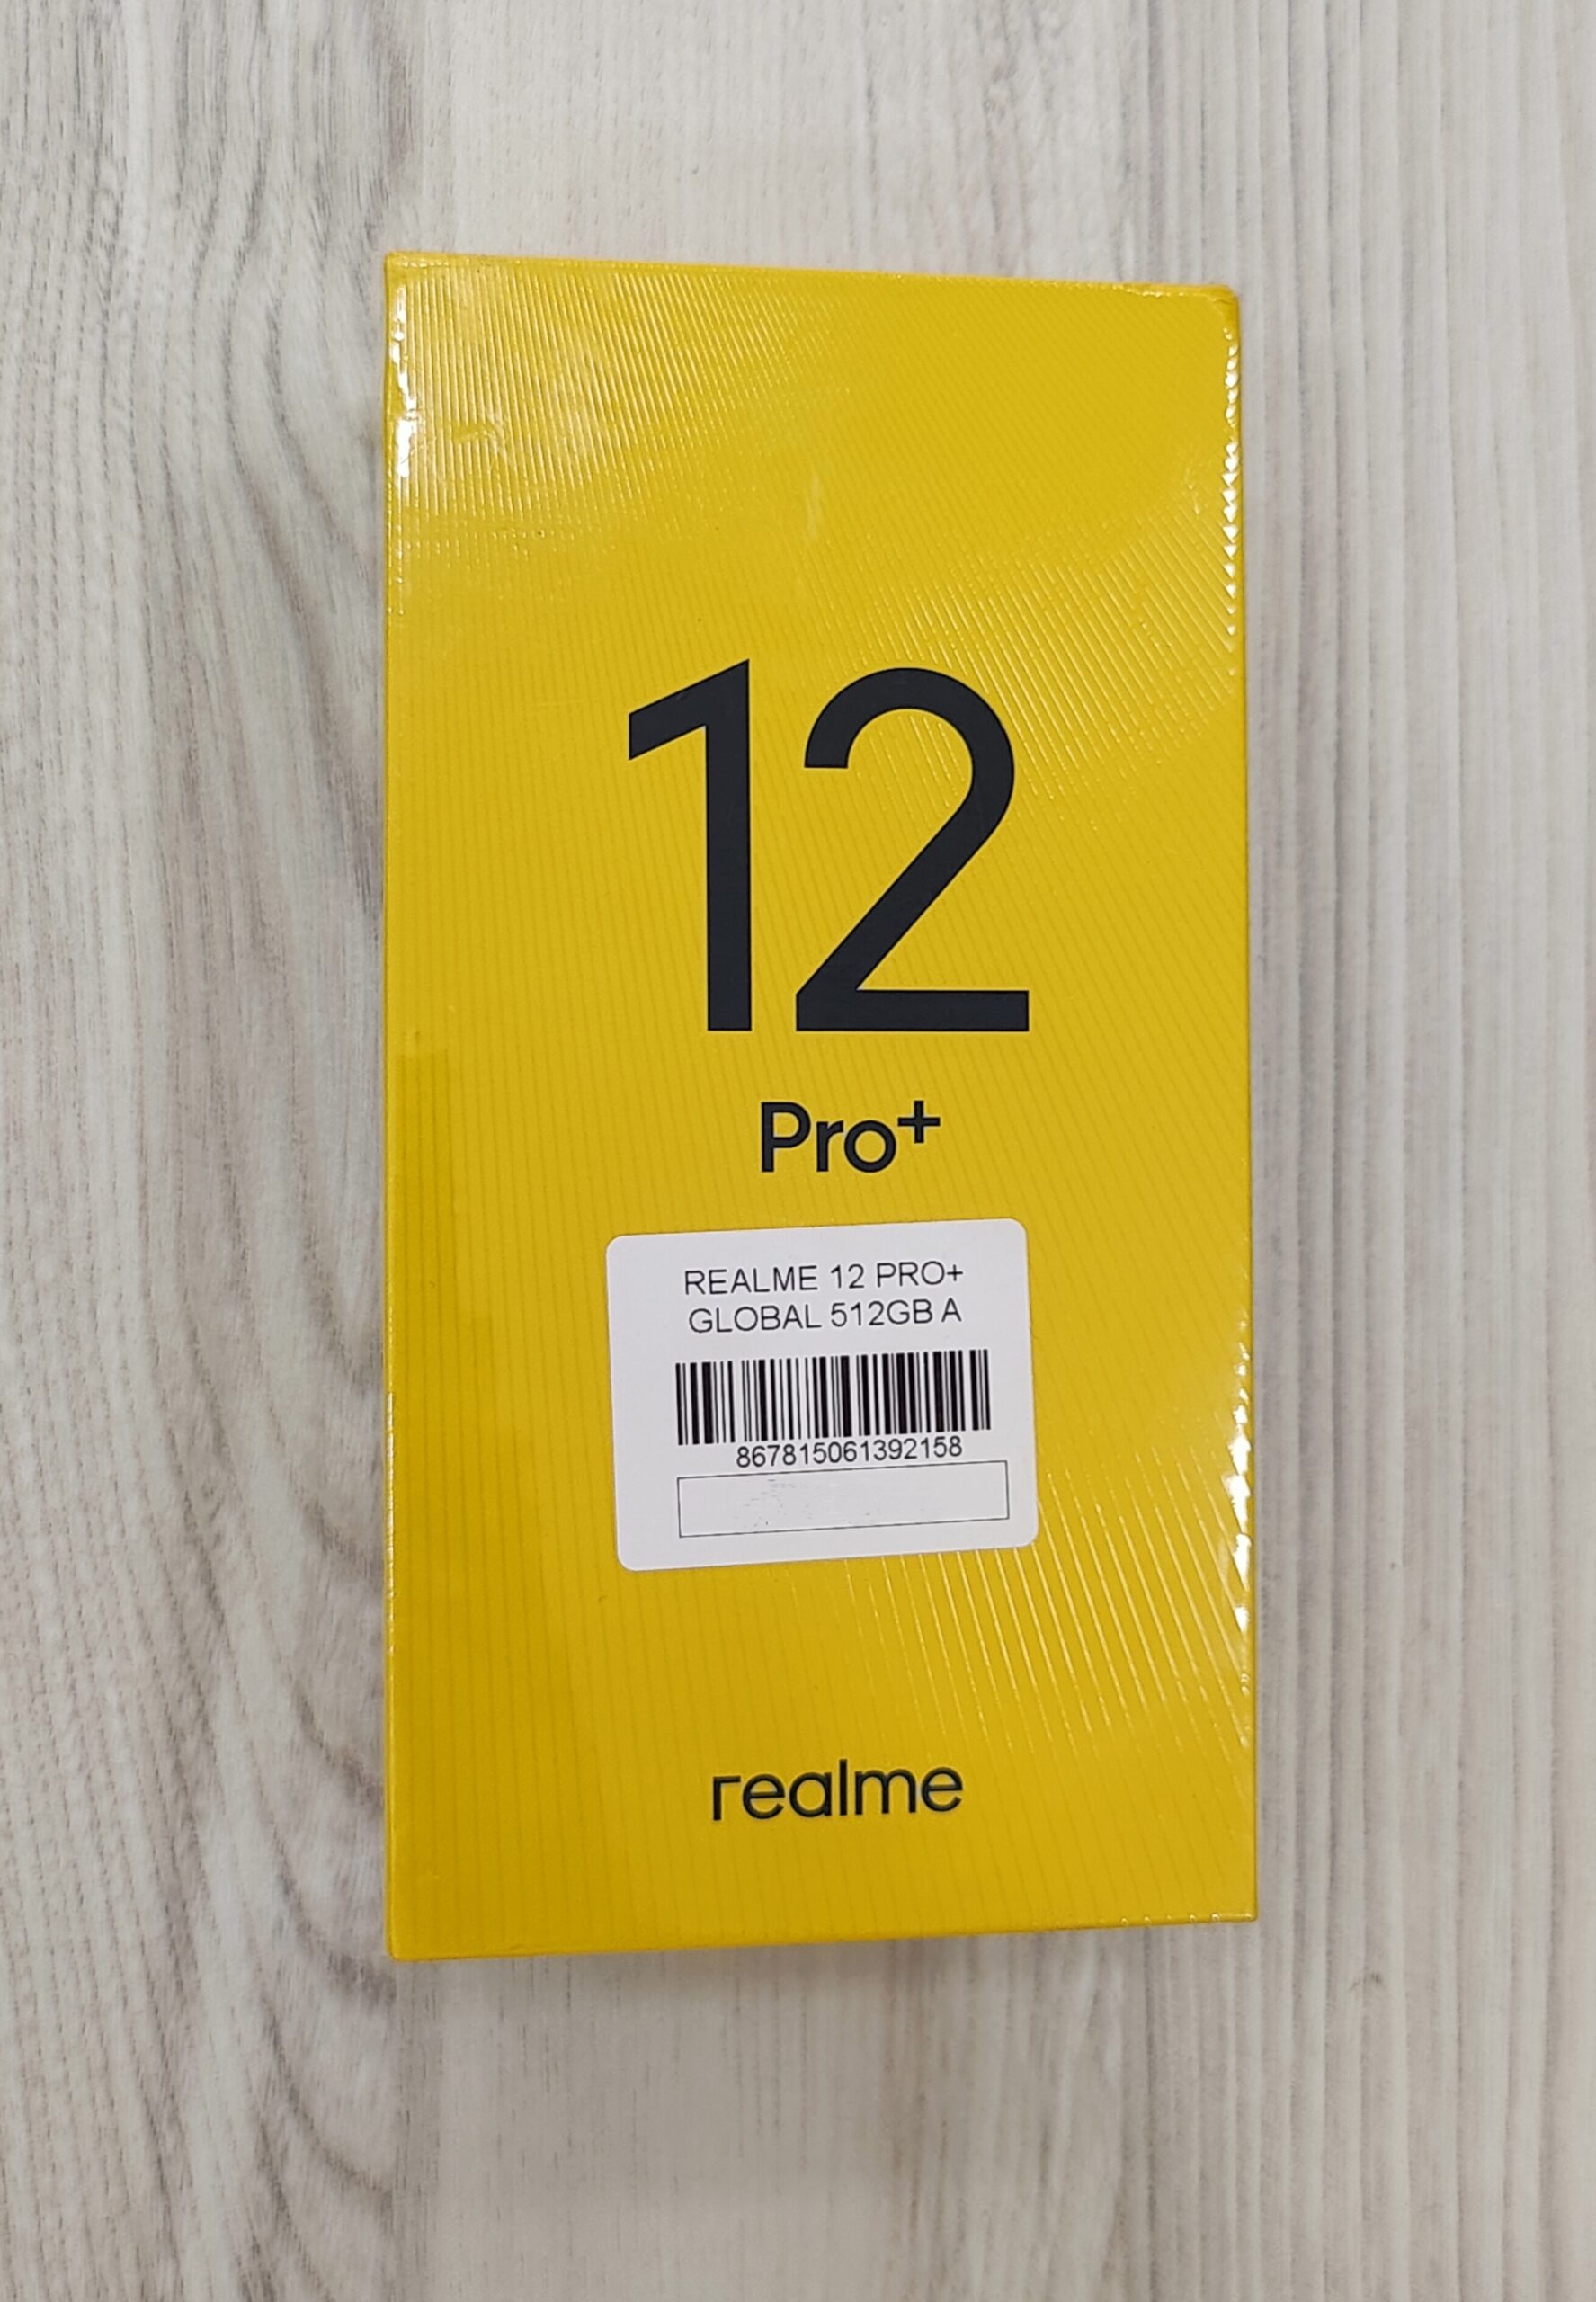 12
Pro+
REALME 12 PRO+
GLOBAL 512GB A
867815061392158
realme